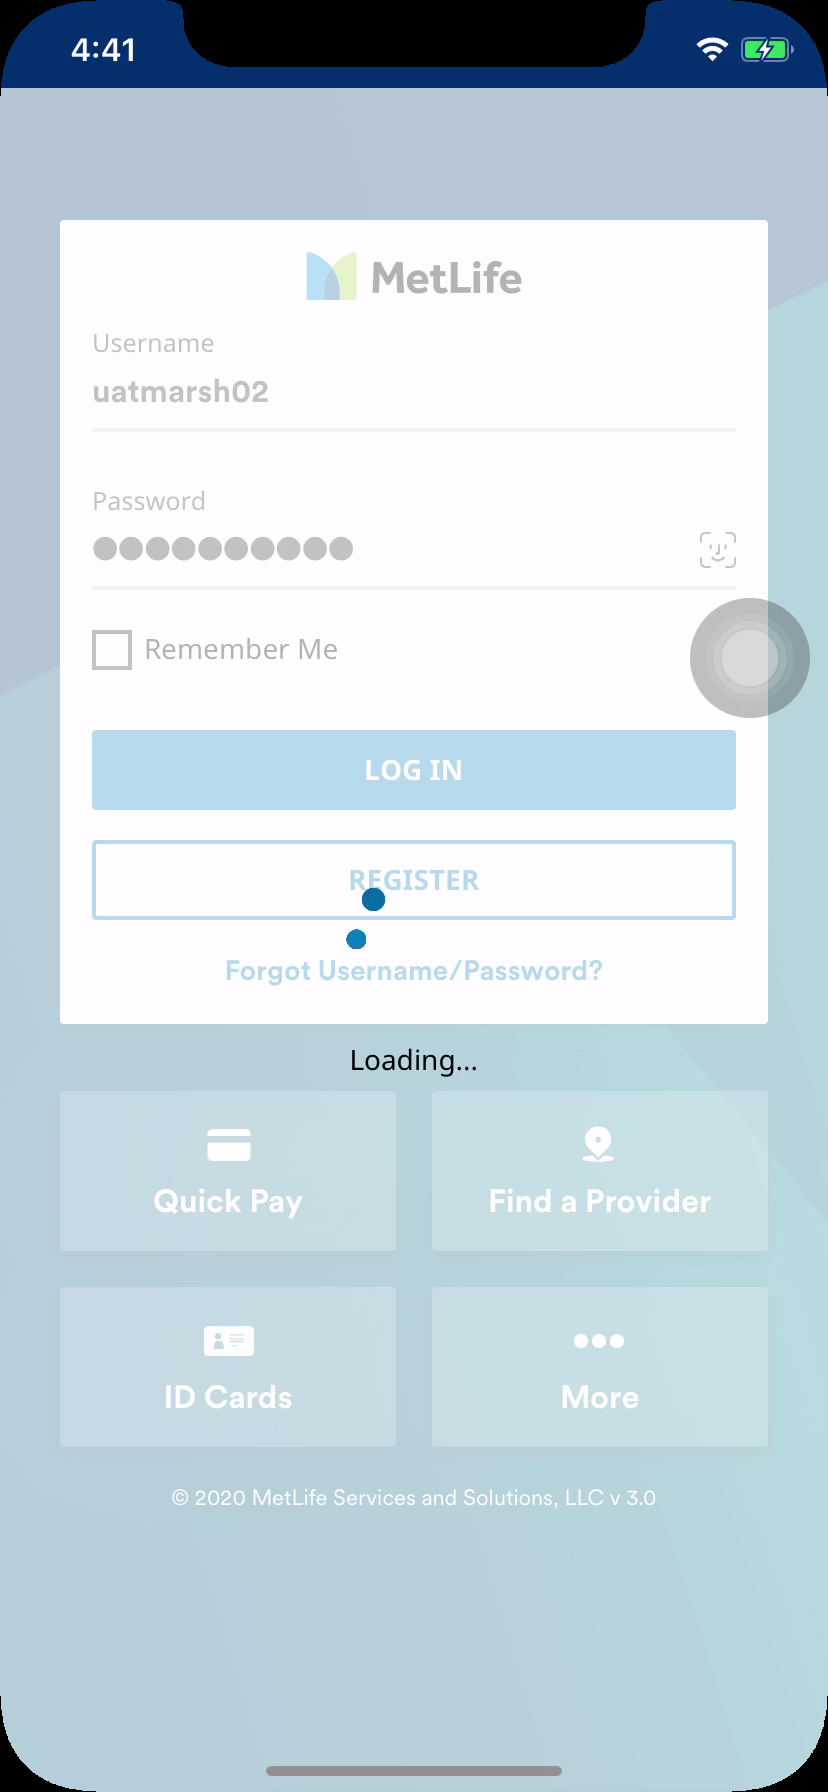 4:41
MetLife
Username
uatmarsh02
Password
●●●●●●●●●●
Remember Me
LOG IN
REGISTER
Forgot Username/Password?
Loading...
Quick Pay
Find a Provider
ID Cards
More
© 2020 MetLife Services and Solutions, LLC v 3.0